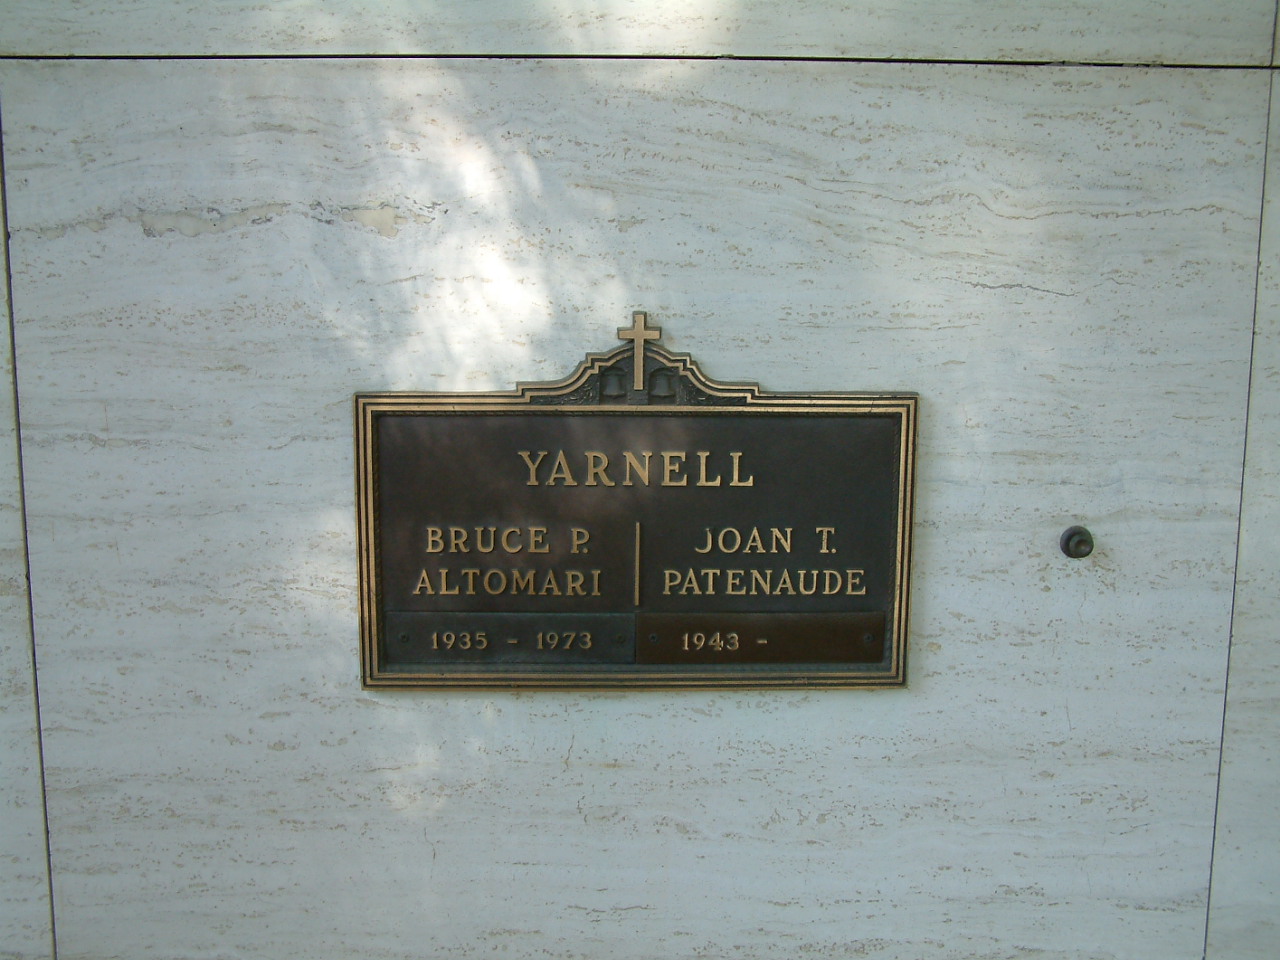 YARNELL
BRUCE P.
ALTOMARI
1935 - 1973
JOAN T.
PATENAUDE
1943 -